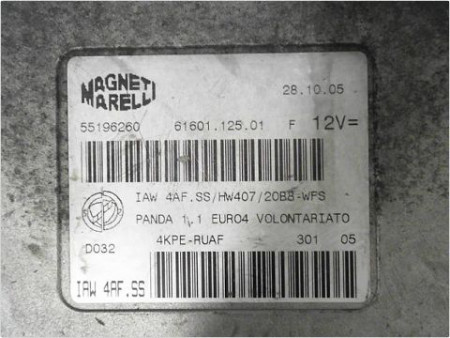 MAGNETI MARELLI
28.10.05
55196260 61601.125.01 F 12V=
IAW 4AF.SS/HW407/20B8-WFS
PANDA 1.1 EURO4 VOLONTARIATO
D032 4KPE-RUAF 301 05
IAW 4AF.SS